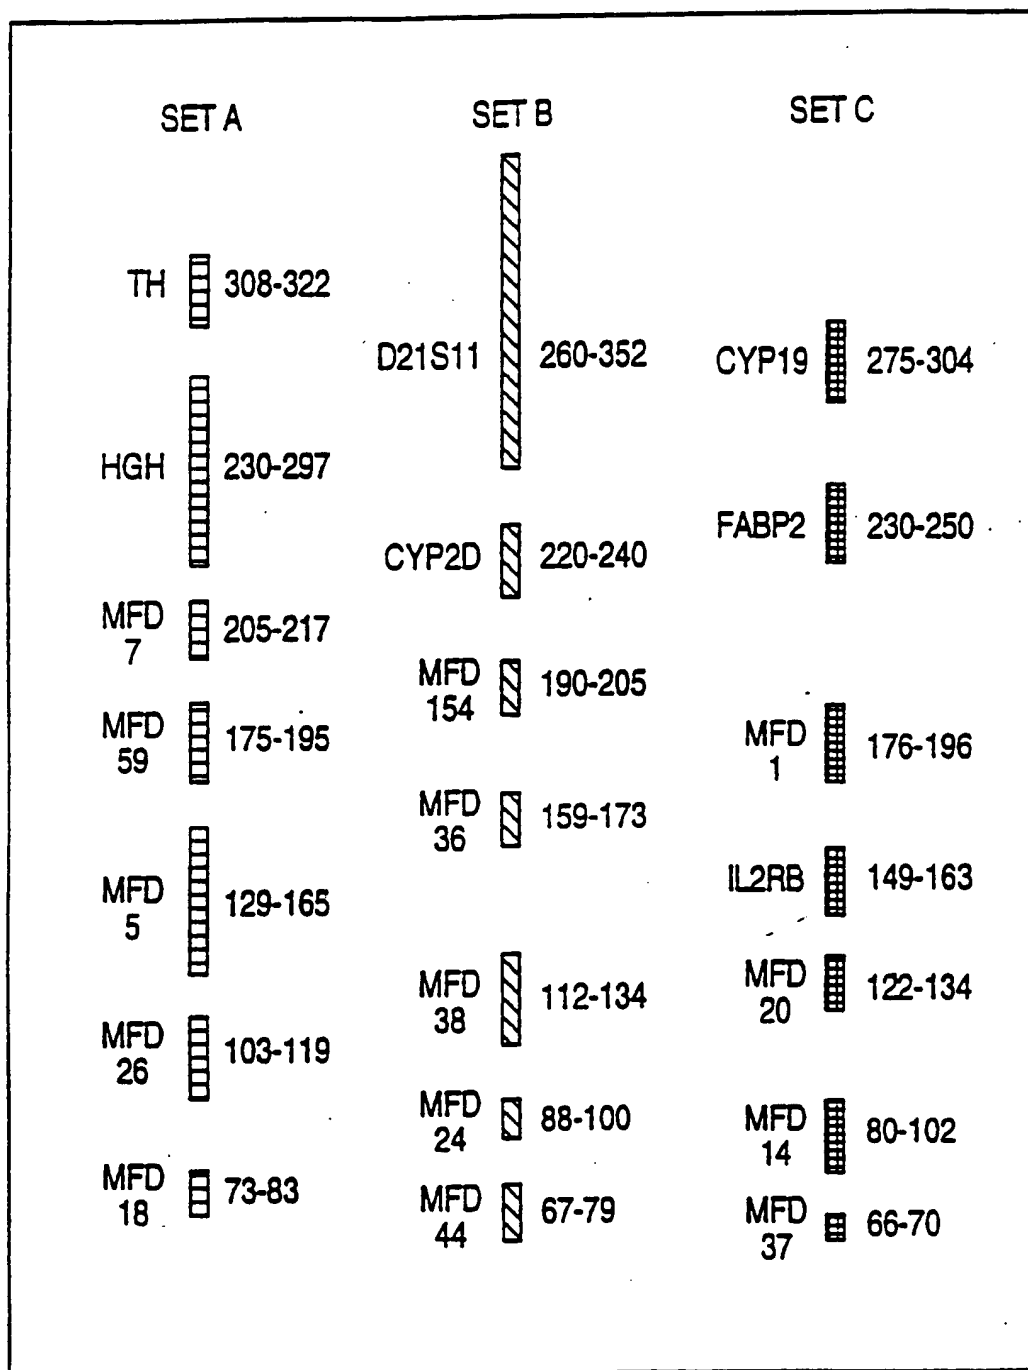 SET A
SET B
SET C
TH 308-322
HGH 230-297
MFD
7
205-217
MFD
59
175-195
MFD
5
129-165
MFD
26
103-119
MFD
18
73-83
D21S11 260-352
CYP2D 220-240
MFD
154
190-205
MFD
36
159-173
MFD
38
112-134
MFD
24
88-100
MFD
44
67-79
CYP19 275-304
FABP2 230-250
MFD
1
176-196
IL2RB 149-163
MFD
20
122-134
MFD
14
80-102
MFD
37
66-70